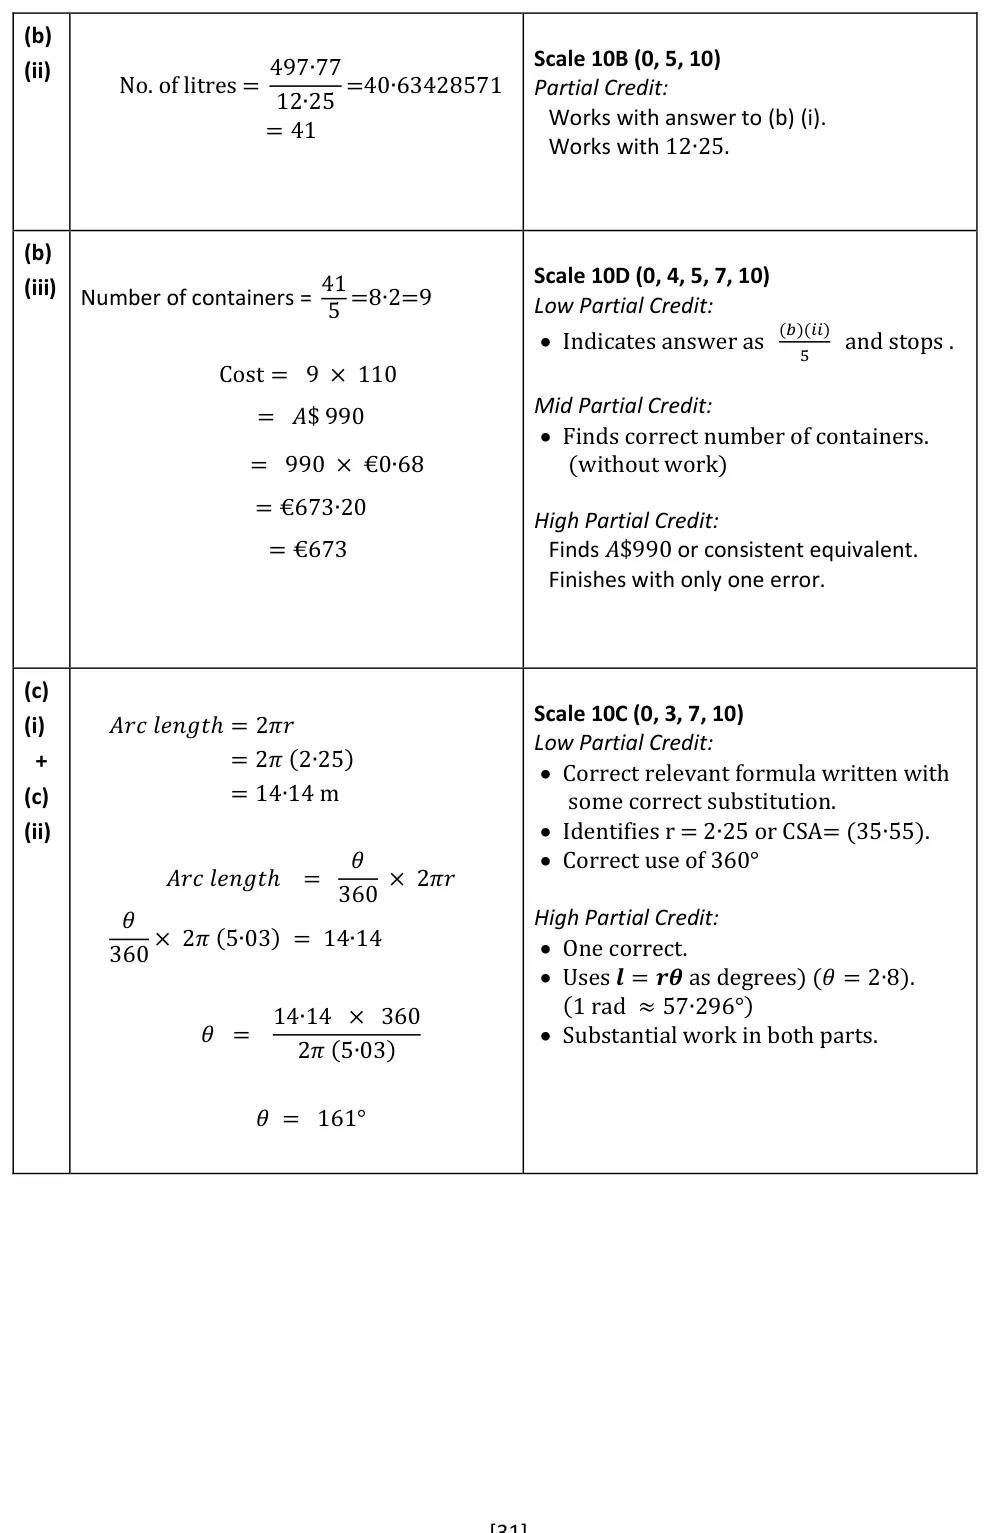 (b)
(ii)
No. of litres = 497·77/12·25 =40·63428571
= 41
Scale 10B (0, 5, 10)
Partial Credit:
Works with answer to (b) (i).
Works with 12·25.
(b)
(iii)
Number of containers = 41/5 =8·2=9
Cost = 9 × 110
= A$ 990
= 990 × €0·68
= €673·20
= €673
Scale 10D (0, 4, 5, 7, 10)
Low Partial Credit:
• Indicates answer as (b)(ii)/5 and stops .
Mid Partial Credit:
• Finds correct number of containers.
(without work)
High Partial Credit:
Finds A$990 or consistent equivalent.
Finishes with only one error.
(c)
(i)
+
(c)
(ii)
Arc length = 2πr
= 2π (2·25)
= 14·14 m
Arc length = θ/360 × 2πr
θ/360 × 2π (5·03) = 14·14
θ = 14·14 × 360/2π (5·03)
θ = 161°
Scale 10C (0, 3, 7, 10)
Low Partial Credit:
• Correct relevant formula written with
some correct substitution.
• Identifies r = 2·25 or CSA= (35·55).
• Correct use of 360°
High Partial Credit:
• One correct.
• Uses l = rθ as degrees) (θ = 2·8).
(1 rad ≈ 57·296°)
• Substantial work in both parts.
[31]